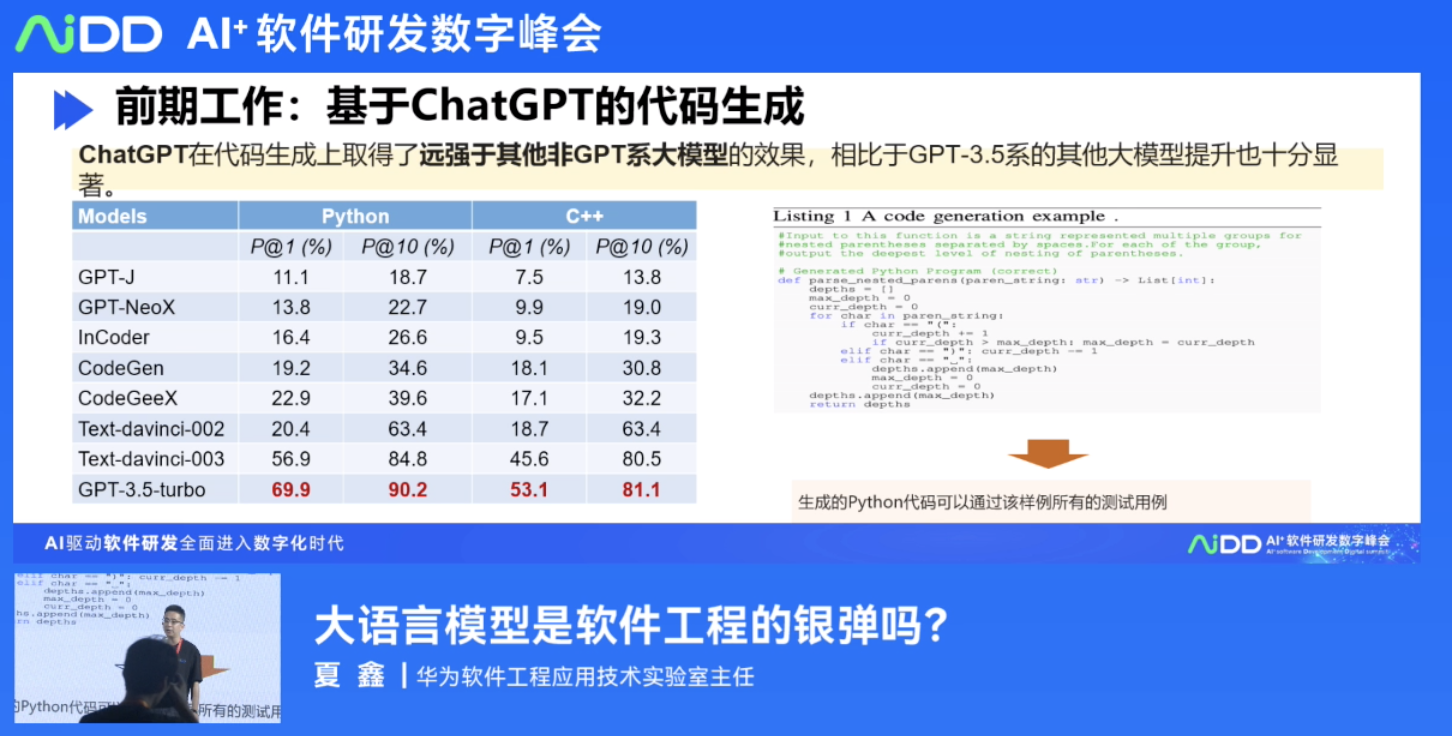 AiDD AI+ 软件研发数字峰会
前期工作：基于ChatGPT的代码生成
ChatGPT在代码生成上取得了远强于其他非GPT系大模型的效果，相比于GPT-3.5系的其他大模型提升也十分显
著。
Models Python C++
P@1 (%) P@10 (%) P@1 (%) P@10 (%)
GPT-J 11.1 18.7 7.5 13.8
GPT-NeoX 13.8 22.7 9.9 19.0
InCoder 16.4 26.6 9.5 19.3
CodeGen 19.2 34.6 18.1 30.8
CodeGeeX 22.9 39.6 17.1 32.2
Text-davinci-002 20.4 63.4 18.7 63.4
Text-davinci-003 56.9 84.8 45.6 80.5
GPT-3.5-turbo 69.9 90.2 53.1 81.1
Listing 1 A code generation example .
#Input to this function is a string represented multiple groups for
#nested parentheses separated by spaces.For each of the group,
#output the deepest level of nesting of parentheses.
# Generated Python Program (correct)
def parse_nested_parens(paren_string: str) -> List[int]:
depths = []
max_depth = 0
curr_depth = 0
for char in paren_string:
if char == "(":
curr_depth += 1
if curr_depth > max_depth: max_depth = curr_depth
elif char == ")": curr_depth -= 1
elif char == "␣":
depths.append(max_depth)
max_depth = 0
curr_depth = 0
depths.append(max_depth)
return depths
生成的Python代码可以通过该样例所有的测试用例
AI驱动软件研发全面进入数字化时代
AiDD AI+ 软件研发数字峰会
AI+ software Development Digital summit
elif char == ")": curr_depth -= 1
elif char == "␣":
depths.append(max_depth)
max_depth = 0
curr_depth = 0
hs.append(max_depth)
rn depths
的Python代码可 所有的测试用
大语言模型是软件工程的银弹吗？
夏 鑫 | 华为软件工程应用技术实验室主任